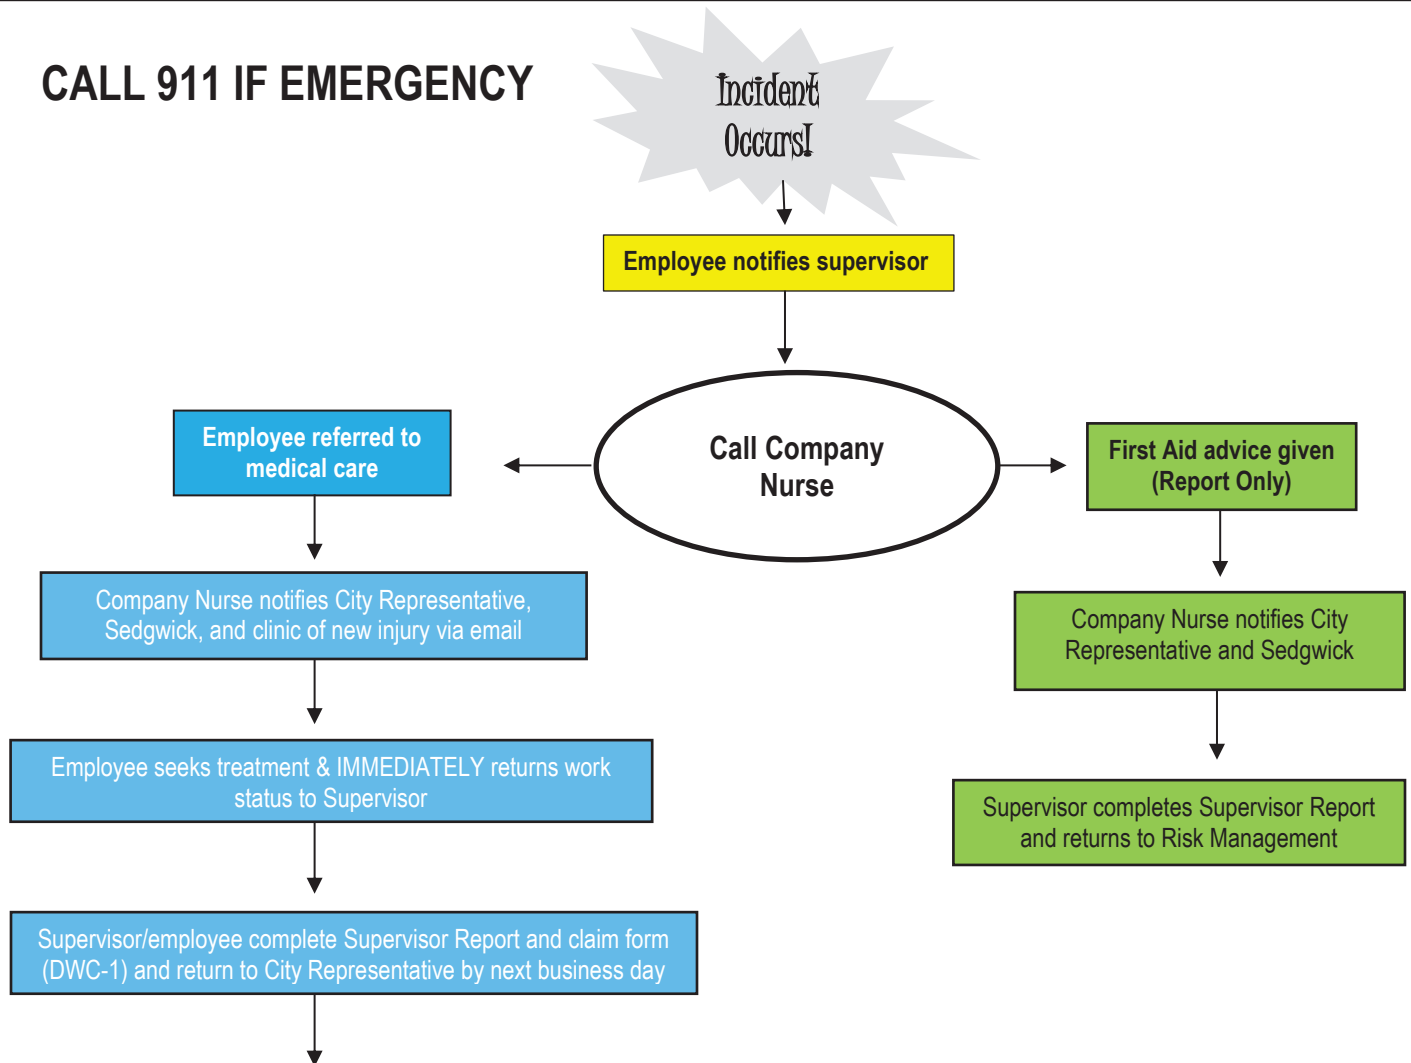 CALL 911 IF EMERGENCY
Incident
Occurs!
Employee notifies supervisor
Call Company
Nurse
Employee referred to
medical care
Company Nurse notifies City Representative,
Sedgwick, and clinic of new injury via email
Employee seeks treatment & IMMEDIATELY returns work
status to Supervisor
Supervisor/employee complete Supervisor Report and claim form
(DWC-1) and return to City Representative by next business day
First Aid advice given
(Report Only)
Company Nurse notifies City
Representative and Sedgwick
Supervisor completes Supervisor Report
and returns to Risk Management